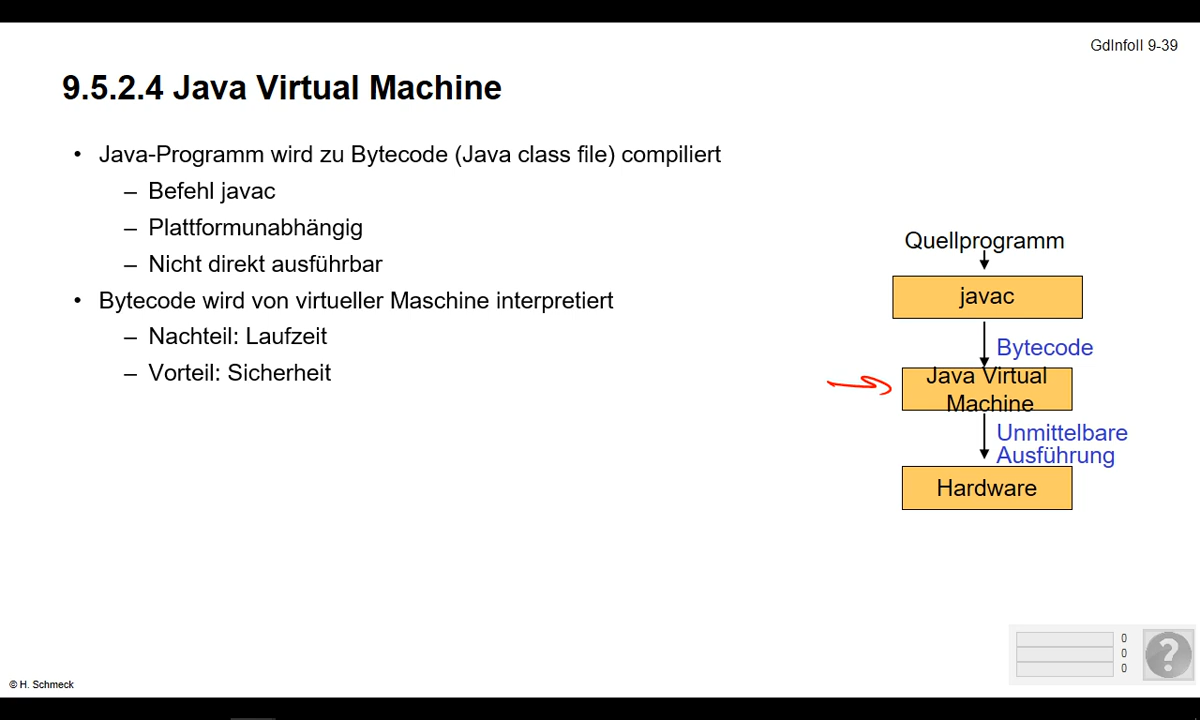 GdInfoII 9-39
9.5.2.4 Java Virtual Machine
• Java-Programm wird zu Bytecode (Java class file) compiliert
– Befehl javac
– Plattformunabhängig
– Nicht direkt ausführbar
• Bytecode wird von virtueller Maschine interpretiert
– Nachteil: Laufzeit
– Vorteil: Sicherheit
Quellprogramm
javac
Bytecode
Java Virtual
Machine
Unmittelbare
Ausführung
Hardware
0
0
0
?
© H. Schmeck